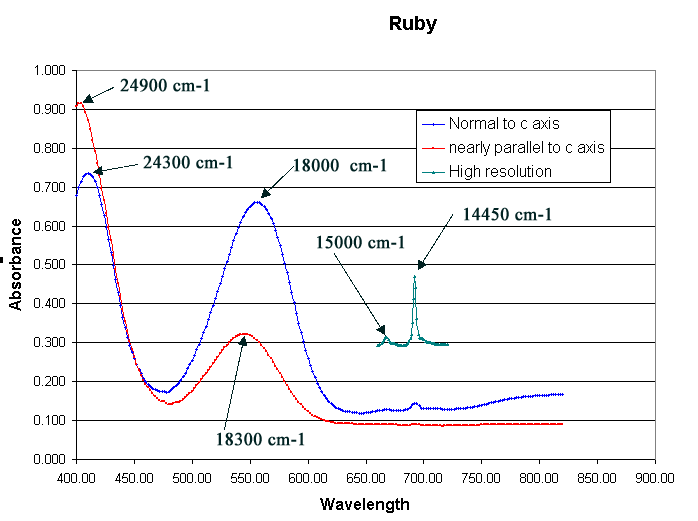 Ruby
1.000
0.900
0.800
0.700
0.600
0.500
0.400
0.300
0.200
0.100
0.000
Absorbance
24900 cm-1
24300 cm-1
18000 cm-1
15000 cm-1
14450 cm-1
18300 cm-1
Normal to c axis
nearly parallel to c axis
High resolution
400.00 450.00 500.00 550.00 600.00 650.00 700.00 750.00 800.00 850.00 900.00
Wavelength